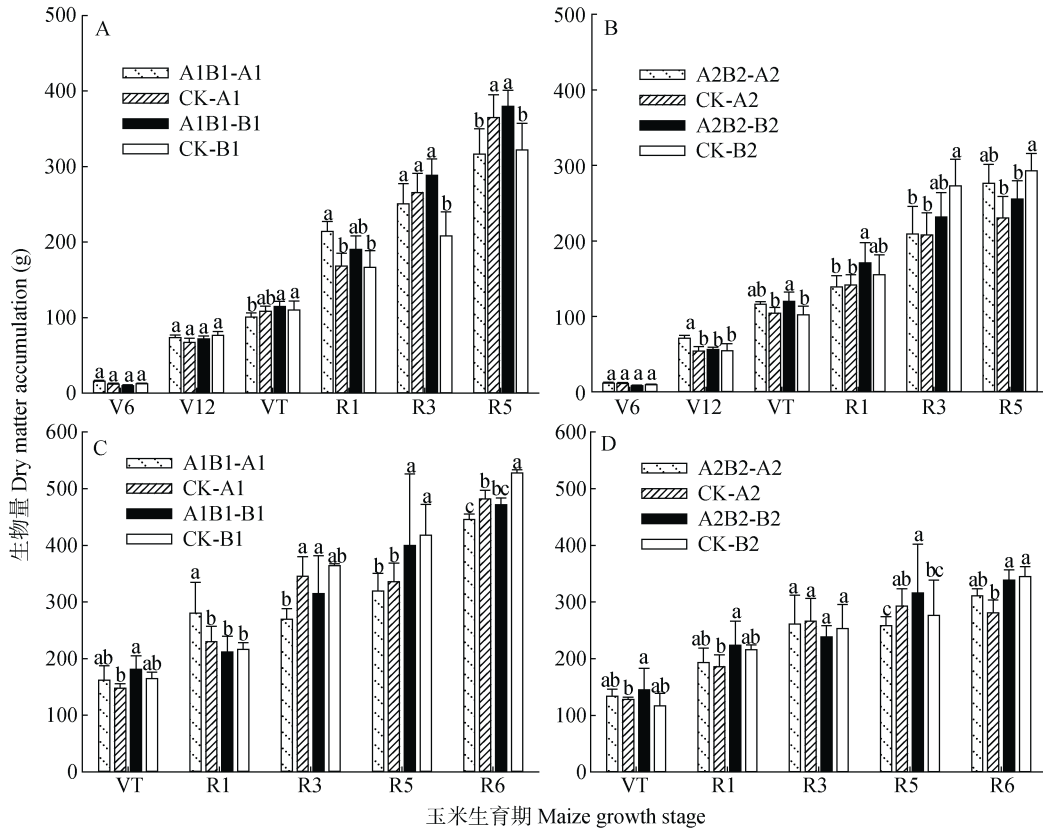 生物量 Dry matter accumulation (g)
A
A1B1-A1
CK-A1
A1B1-B1
CK-B1
500
400
300
200
100
0
a a a a
a a a a
b ab a a
a b ab b
a a a b
b a a b
V6 V12 VT R1 R3 R5
B
A2B2-A2
CK-A2
A2B2-B2
CK-B2
500
400
300
200
100
0
a a a a
a b b b
ab b a b
b b a ab
b b ab a
ab b b a
V6 V12 VT R1 R3 R5
C
A1B1-A1
CK-A1
A1B1-B1
CK-B1
600
500
400
300
200
100
0
ab b a ab
a b b b
b a a ab
b b a a
c b bc a
VT R1 R3 R5 R6
D
A2B2-A2
CK-A2
A2B2-B2
CK-B2
600
500
400
300
200
100
0
ab b a ab
ab b a ab
a a a a
c ab a bc
a b a a
VT R1 R3 R5 R6
玉米生育期 Maize growth stage